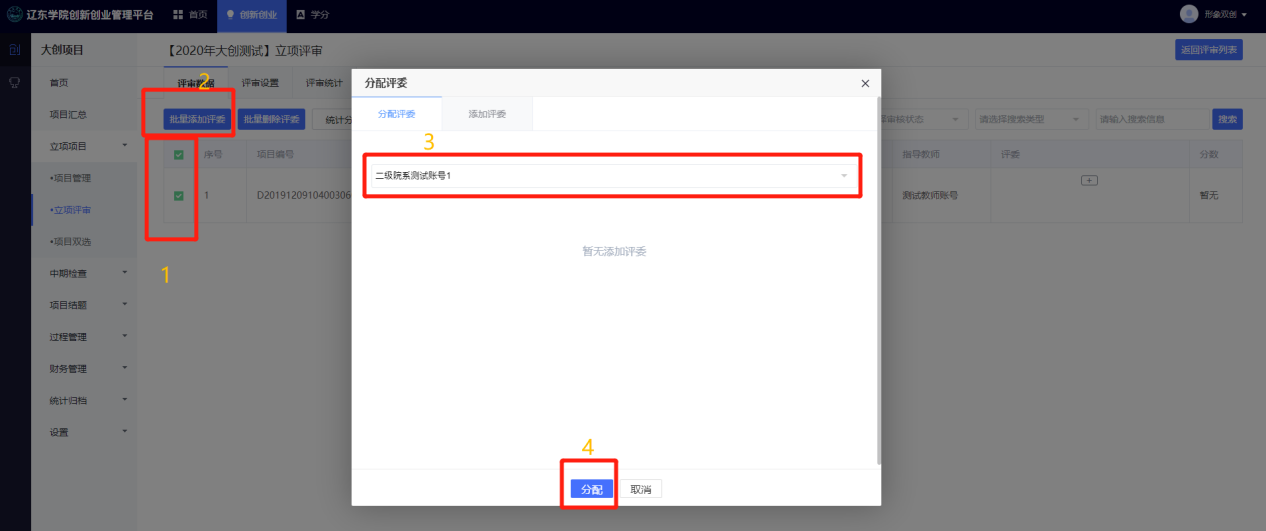 辽东学院创新创业管理平台 首页 创新创业 学分 形象双创
大创项目 【2020年大创测试】立项评审 返回评审列表
首页
项目汇总
立项项目
•项目管理
•立项评审
•项目双选
中期检查
项目结题
过程管理
财务管理
统计归档
设置
评审数据 评审设置 评审统计
2
批量添加评委 批量删除评委 统计分 审核状态 请选择搜索类型 请输入搜索信息 搜索
序号 项目编号 指导教师 评委 分数
1 D2019120910400306 测试教师账号 暂无
1
分配评委
分配评委 添加评委
3
二级院系测试账号1
暂无添加评委
4
分配 取消